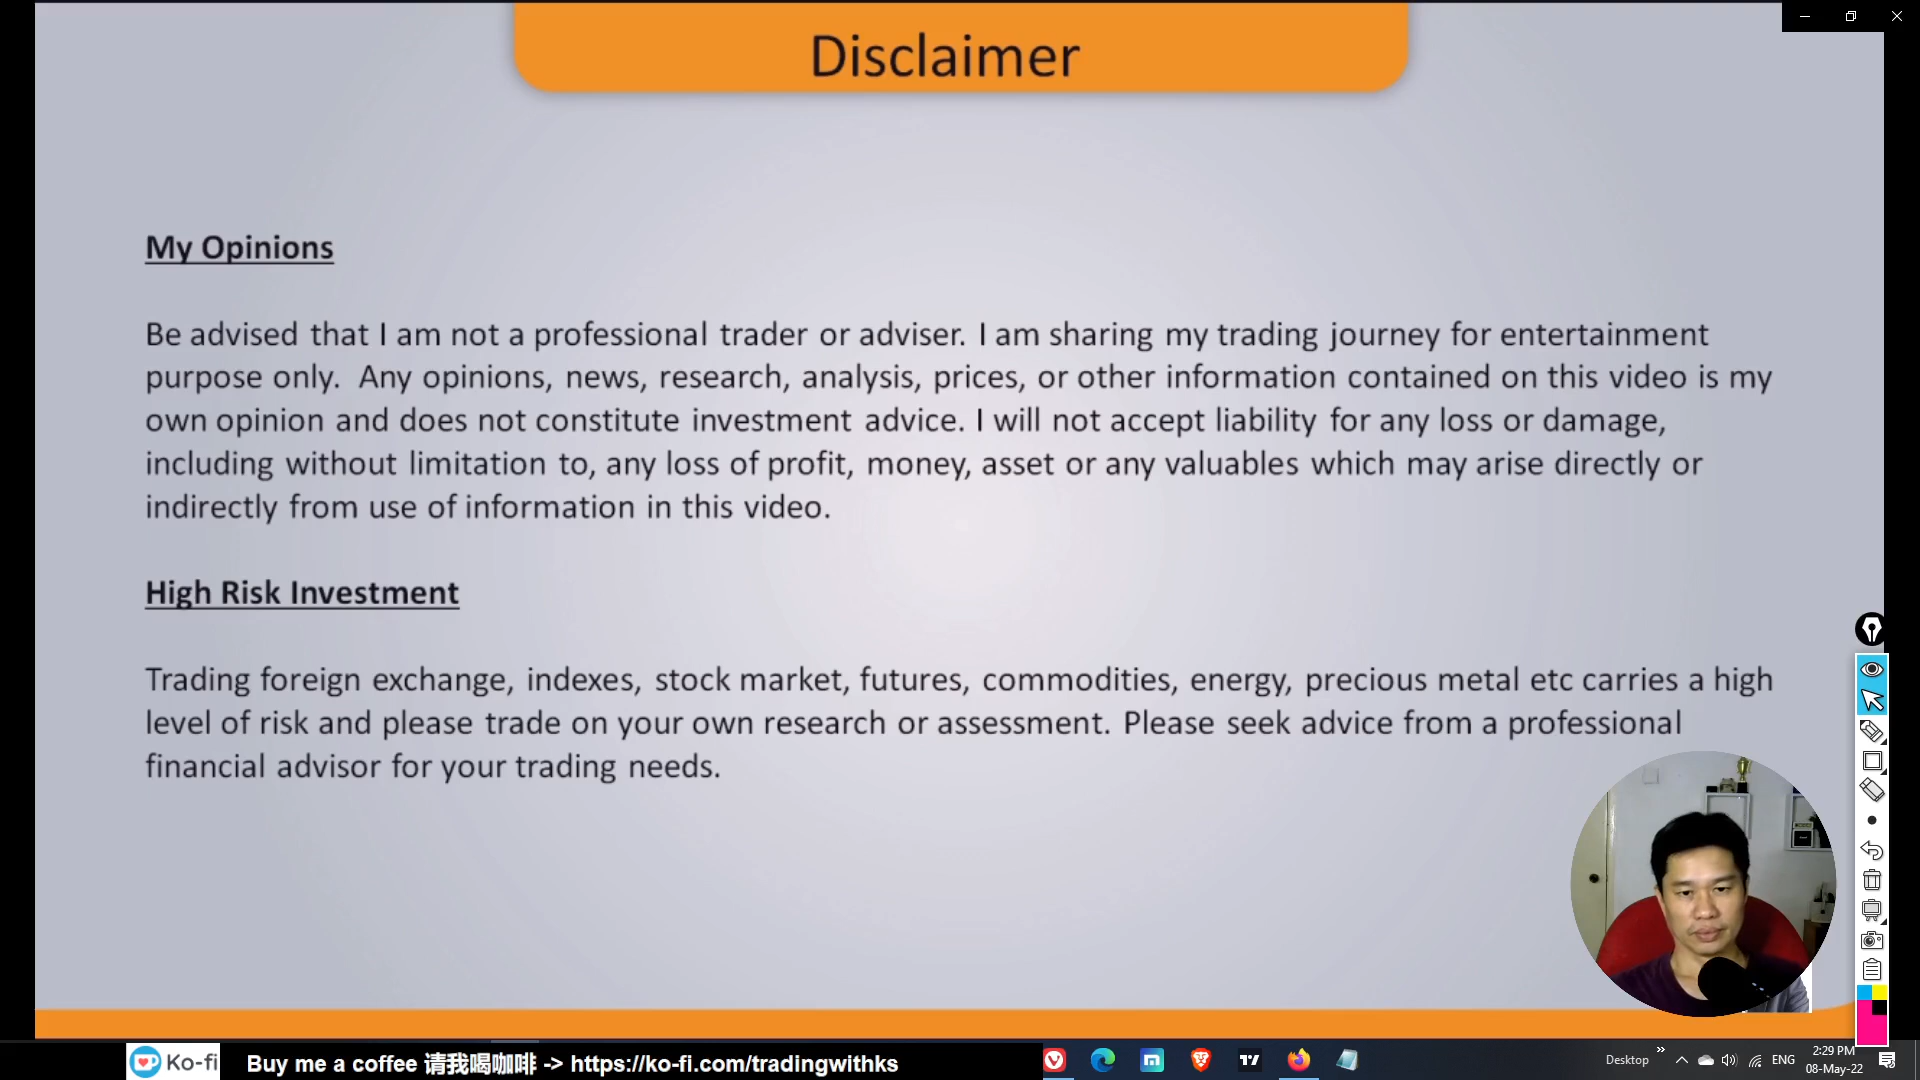 Disclaimer
My Opinions
Be advised that I am not a professional trader or adviser. I am sharing my trading journey for entertainment
purpose only. Any opinions, news, research, analysis, prices, or other information contained on this video is my
own opinion and does not constitute investment advice. I will not accept liability for any loss or damage,
including without limitation to, any loss of profit, money, asset or any valuables which may arise directly or
indirectly from use of information in this video.
High Risk Investment
Trading foreign exchange, indexes, stock market, futures, commodities, energy, precious metal etc carries a high
level of risk and please trade on your own research or assessment. Please seek advice from a professional
financial advisor for your trading needs.
Ko-fi Buy me a coffee 请我喝咖啡 -> https://ko-fi.com/tradingwithks
Desktop
ENG
2:29 PM
08-May-22